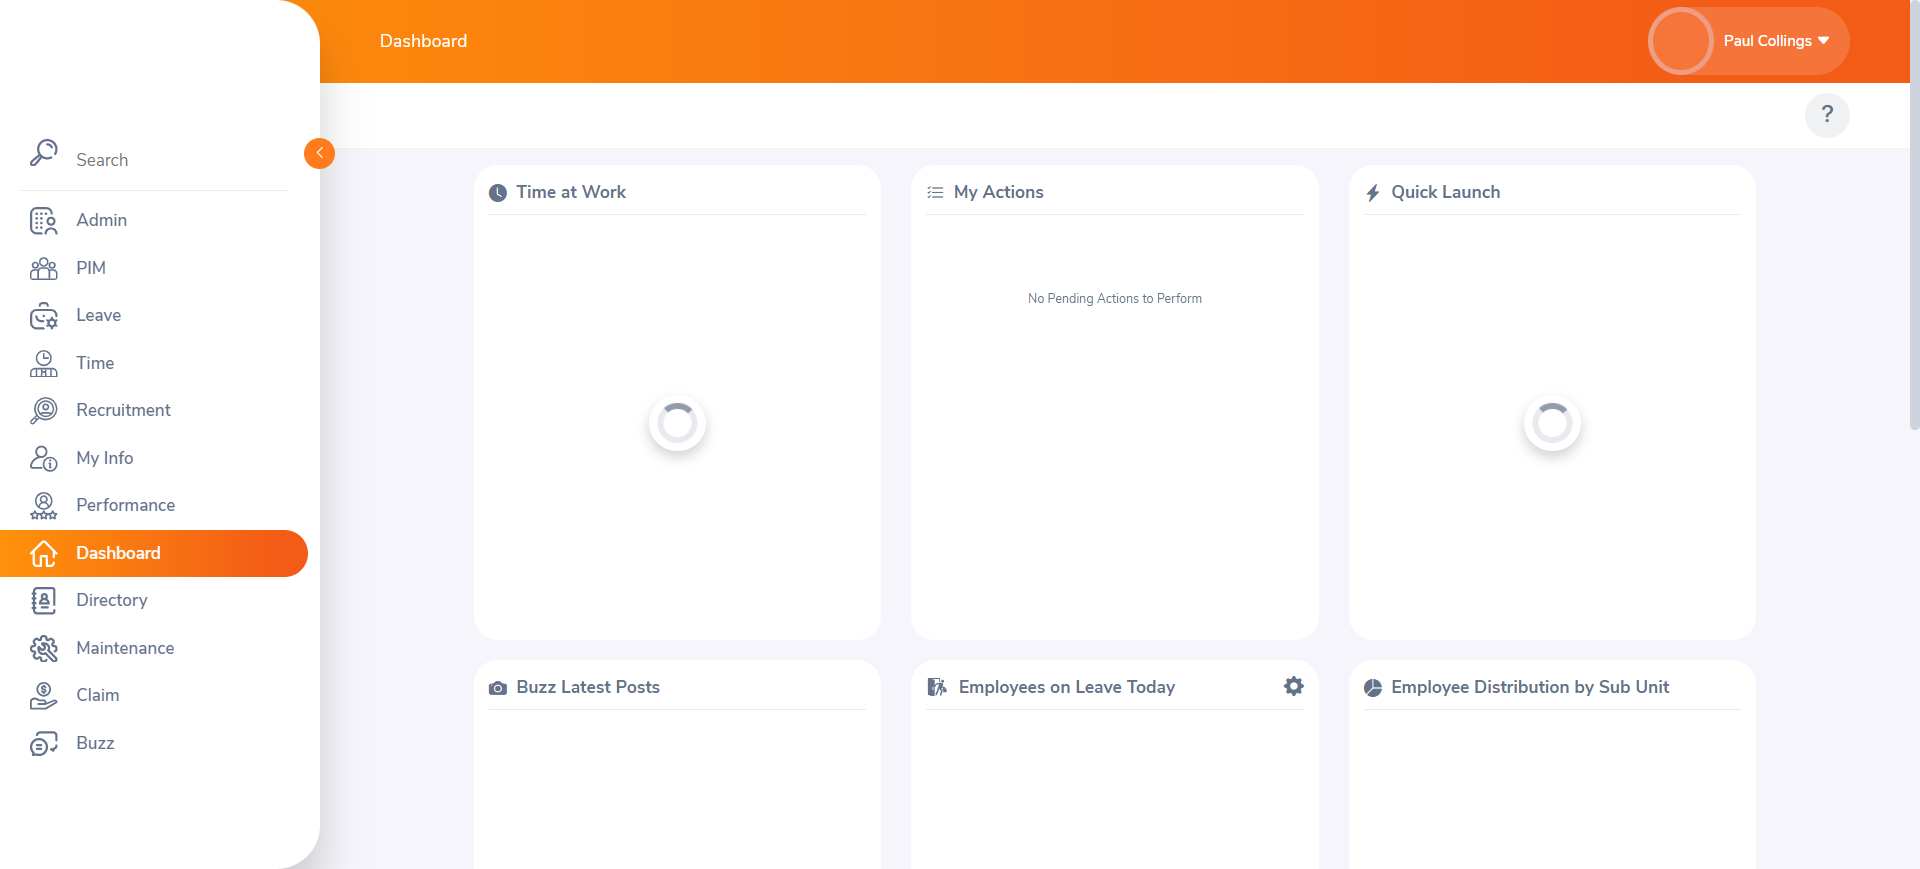 Dashboard
Paul Collings
?
Search
Admin
PIM
Leave
Time
Recruitment
My Info
Performance
Dashboard
Directory
Maintenance
Claim
Buzz
Time at Work
My Actions
No Pending Actions to Perform
Quick Launch
Buzz Latest Posts
Employees on Leave Today
Employee Distribution by Sub Unit